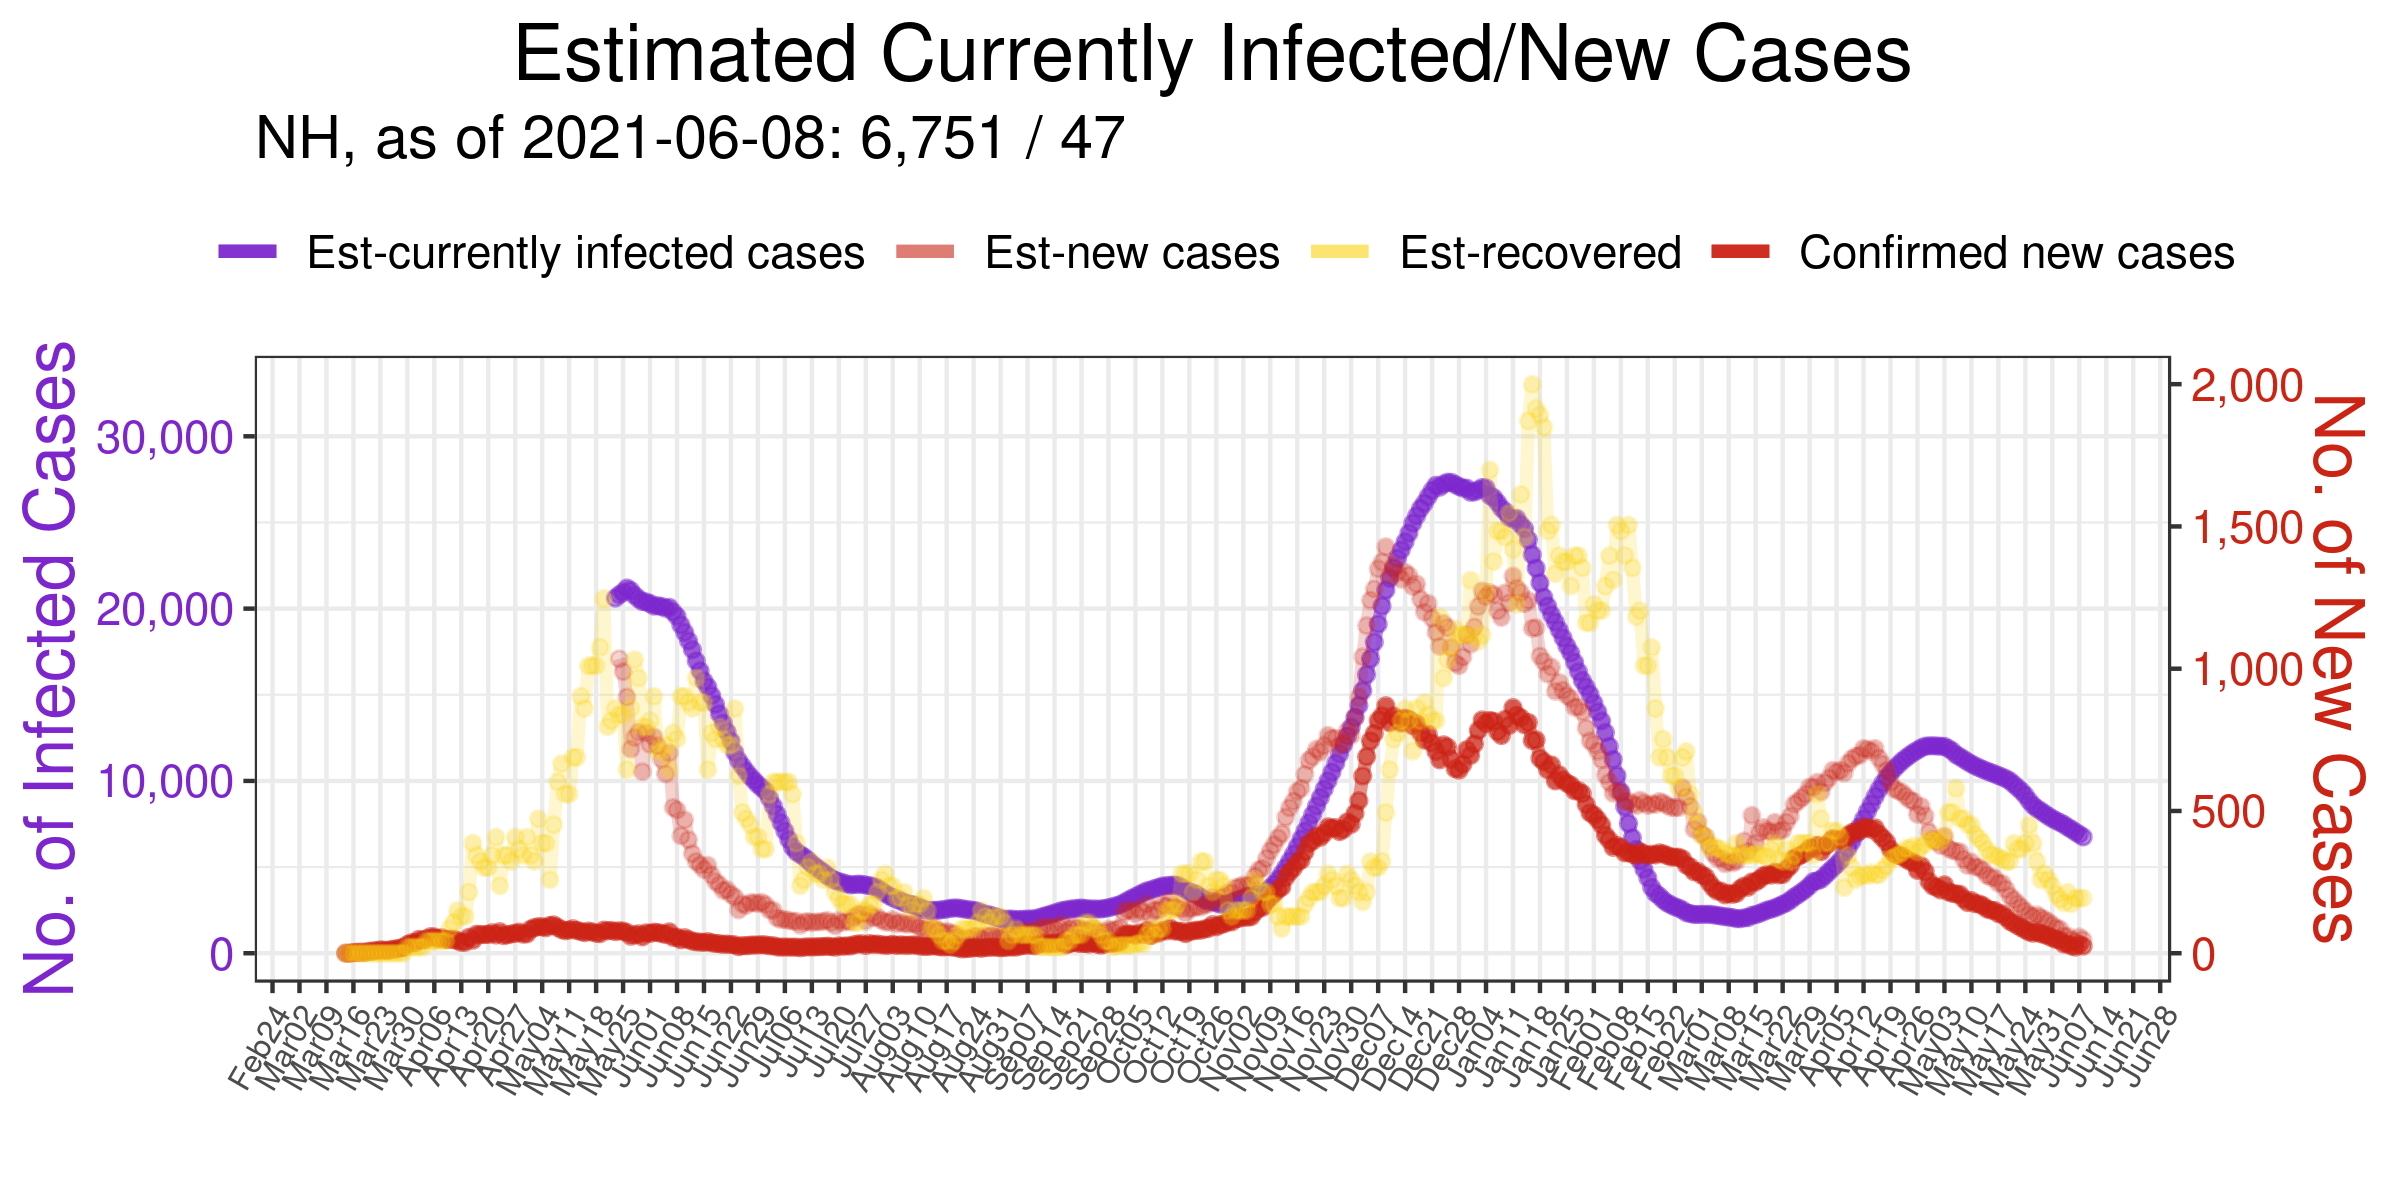 Estimated Currently Infected/New Cases
NH, as of 2021-06-08: 6,751 / 47
Est-currently infected cases
Est-new cases
Est-recovered
Confirmed new cases
No. of Infected Cases
30,000
20,000
10,000
0
2,000
1,500
1,000
500
0
No. of New Cases
Feb24
Mar02
Mar09
Mar16
Mar23
Mar30
Apr06
Apr13
Apr20
Apr27
May04
May11
May18
May25
Jun01
Jun08
Jun15
Jun22
Jun29
Jul06
Jul13
Jul20
Jul27
Aug03
Aug10
Aug17
Aug24
Aug31
Sep07
Sep14
Sep21
Sep28
Oct05
Oct12
Oct19
Oct26
Nov02
Nov09
Nov16
Nov23
Nov30
Dec07
Dec14
Dec21
Dec28
Jan04
Jan11
Jan18
Jan25
Feb01
Feb08
Feb15
Feb22
Mar01
Mar08
Mar15
Mar22
Mar29
Apr05
Apr12
Apr19
Apr26
May03
May10
May17
May24
May31
Jun07
Jun14
Jun21
Jun28